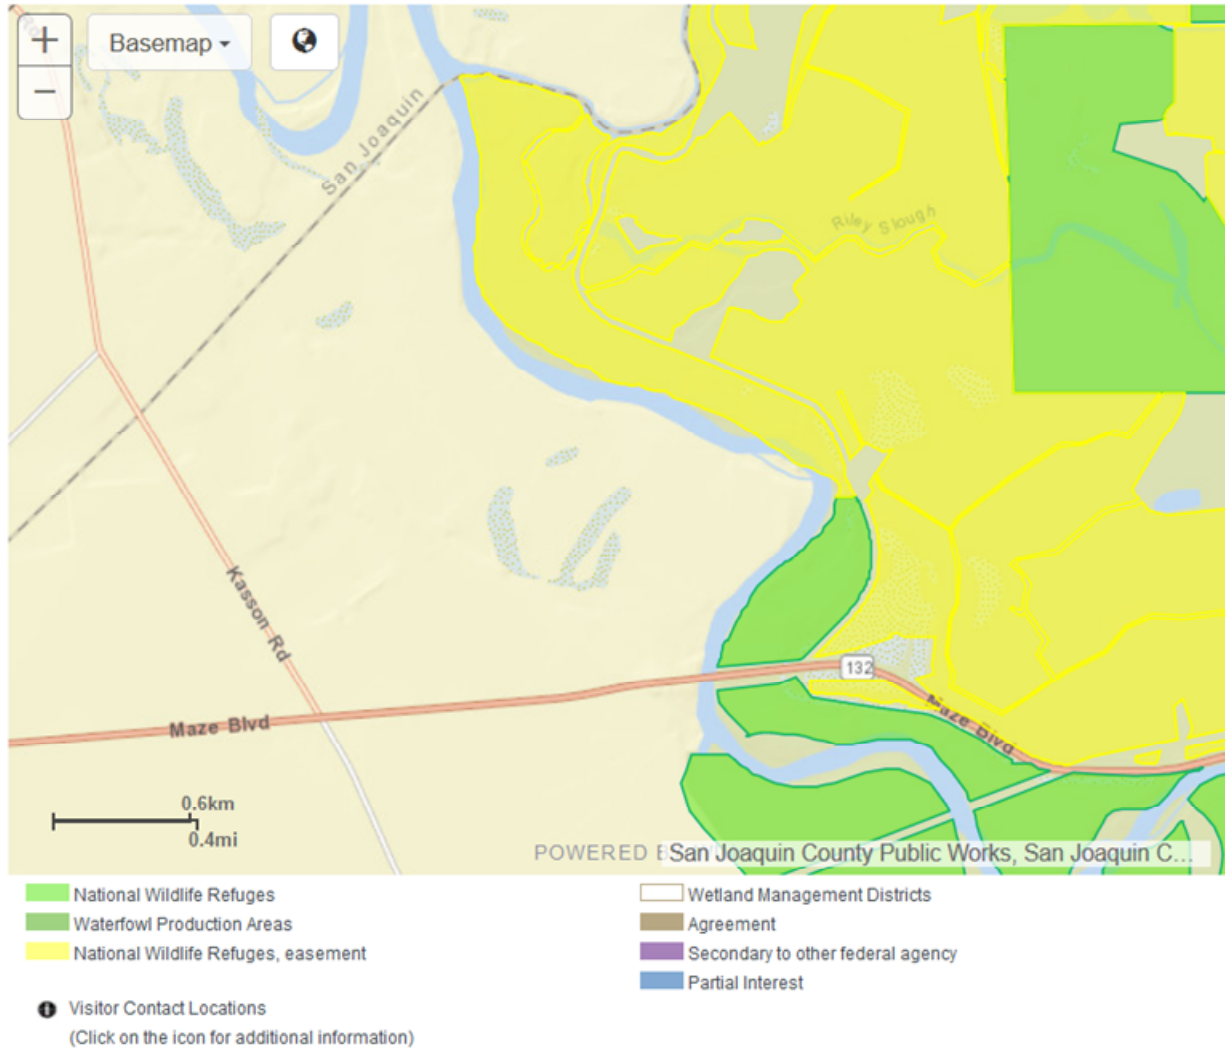 Rd
+
Basemap
−
San Joaquin
Riley Slough
Kasson Rd
132
Maze Blvd
Maze Blvd
0.6km
0.4mi
POWERED B
San Joaquin County Public Works, San Joaquin C...
National Wildlife Refuges
Waterfowl Production Areas
National Wildlife Refuges, easement
Wetland Management Districts
Agreement
Secondary to other federal agency
Partial Interest
Visitor Contact Locations
(Click on the icon for additional information)